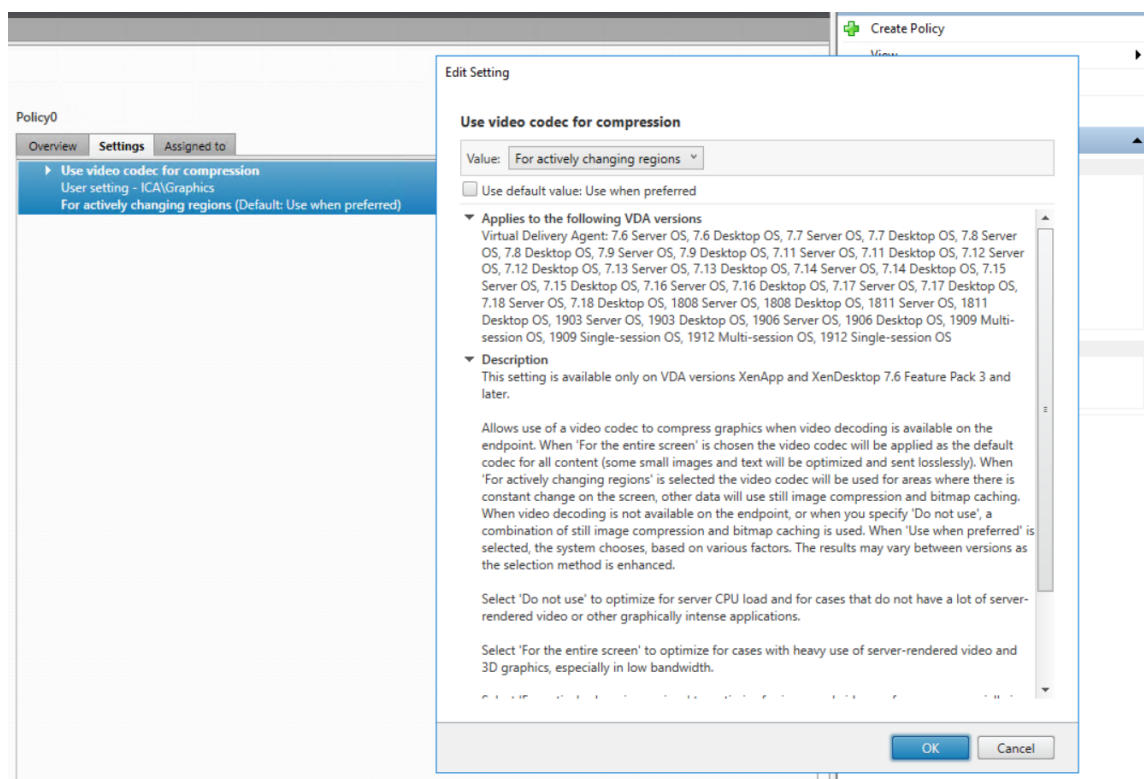 Create Policy
View
Edit Setting
Policy0
Overview Settings Assigned to
Use video codec for compression
User setting - ICA\Graphics
For actively changing regions (Default: Use when preferred)
Use video codec for compression
Value: For actively changing regions
Use default value: Use when preferred
Applies to the following VDA versions
Virtual Delivery Agent: 7.6 Server OS, 7.6 Desktop OS, 7.7 Server OS, 7.7 Desktop OS, 7.8 Server
OS, 7.8 Desktop OS, 7.9 Server OS, 7.9 Desktop OS, 7.11 Server OS, 7.11 Desktop OS, 7.12 Server
OS, 7.12 Desktop OS, 7.13 Server OS, 7.13 Desktop OS, 7.14 Server OS, 7.14 Desktop OS, 7.15
Server OS, 7.15 Desktop OS, 7.16 Server OS, 7.16 Desktop OS, 7.17 Server OS, 7.17 Desktop OS,
7.18 Server OS, 7.18 Desktop OS, 1808 Server OS, 1808 Desktop OS, 1811 Server OS, 1811
Desktop OS, 1903 Server OS, 1903 Desktop OS, 1906 Server OS, 1906 Desktop OS, 1909 Multi-
session OS, 1909 Single-session OS, 1912 Multi-session OS, 1912 Single-session OS
Description
This setting is available only on VDA versions XenApp and XenDesktop 7.6 Feature Pack 3 and
later.
Allows use of a video codec to compress graphics when video decoding is available on the
endpoint. When 'For the entire screen' is chosen the video codec will be applied as the default
codec for all content (some small images and text will be optimized and sent losslessly). When
'For actively changing regions' is selected the video codec will be used for areas where there is
constant change on the screen, other data will use still image compression and bitmap caching.
When video decoding is not available on the endpoint, or when you specify 'Do not use', a
combination of still image compression and bitmap caching is used. When 'Use when preferred' is
selected, the system chooses, based on various factors. The results may vary between versions as
the selection method is enhanced.
Select 'Do not use' to optimize for server CPU load and for cases that do not have a lot of server-
rendered video or other graphically intense applications.
Select 'For the entire screen' to optimize for cases with heavy use of server-rendered video and
3D graphics, especially in low bandwidth.
OK Cancel